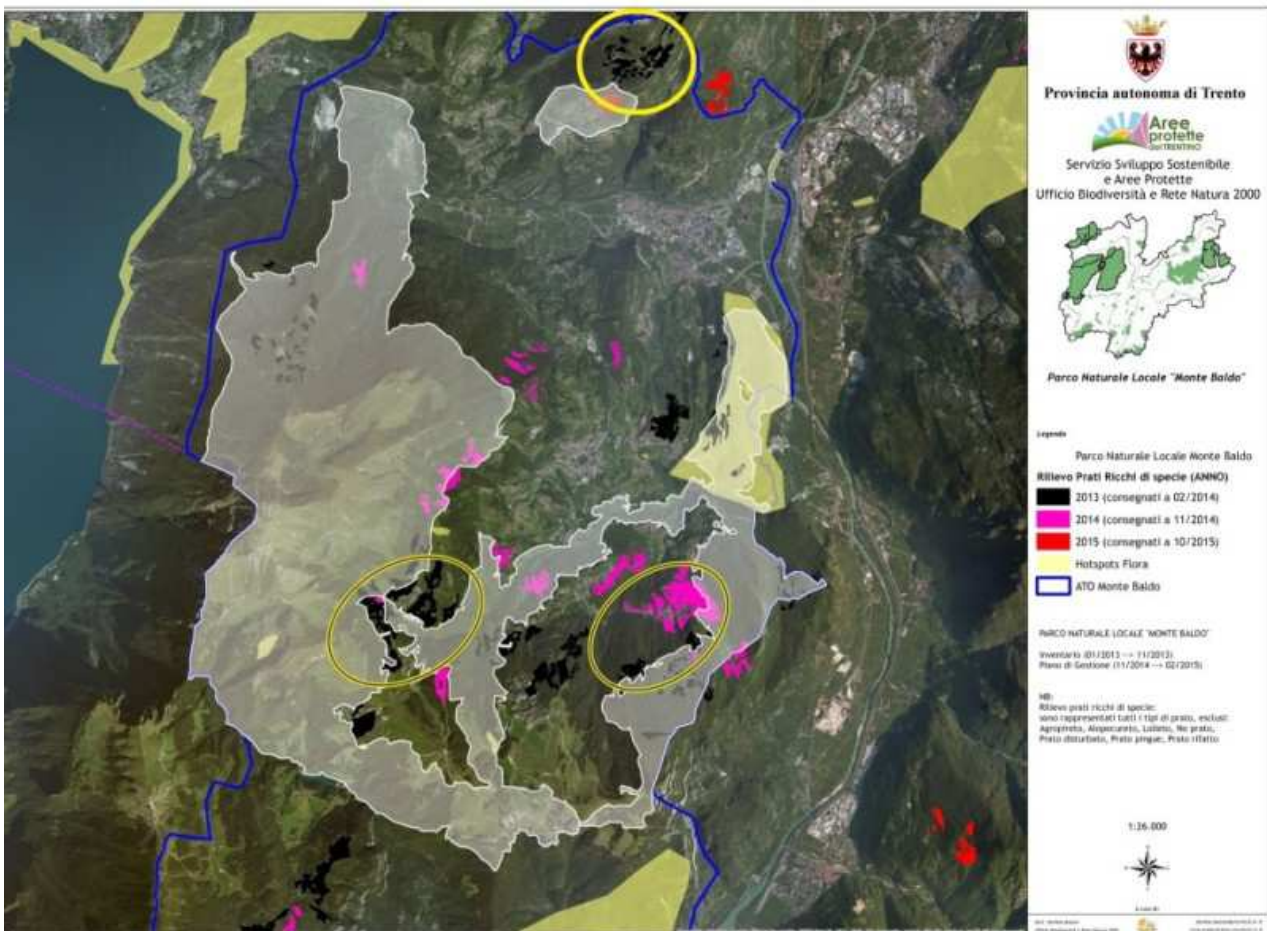 Provincia autonoma di Trento
Aree
protette
del TRENTINO
Servizio Sviluppo Sostenibile
e Aree Protette
Ufficio Biodiversità e Rete Natura 2000
Parco Naturale Locale "Monte Baldo"
Legenda
Parco Naturale Locale Monte Baldo
Rilievo Prati Ricchi di specie (ANNO)
2013 (consegnati a 02/2014)
2014 (consegnati a 11/2014)
2015 (consegnati a 10/2015)
Hotspots Flora
ATO Monte Baldo
PARCO NATURALE LOCALE "MONTE BALDO"
Inventario (01/2013 --> 11/2013)
Piano di Gestione (11/2014 --> 02/2015)
NB:
Rilievo prati ricchi di specie:
sono rappresentati tutti i tipi di prato, esclusi:
Agropireto, Alopecureto, Lolieto, No prato,
Prato disturbato, Prato pingue, Prato rifatto
1:26.000